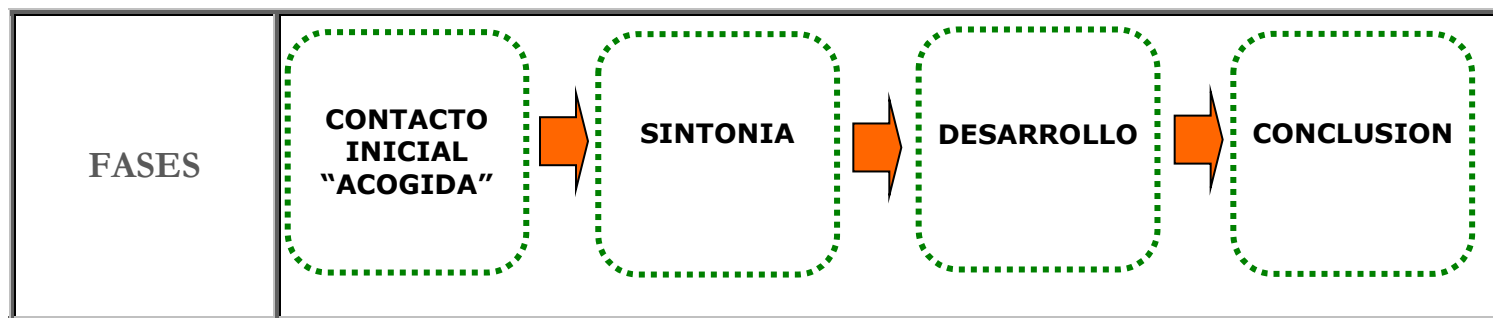 FASES
CONTACTO
INICIAL
“ACOGIDA”
SINTONIA
DESARROLLO
CONCLUSION